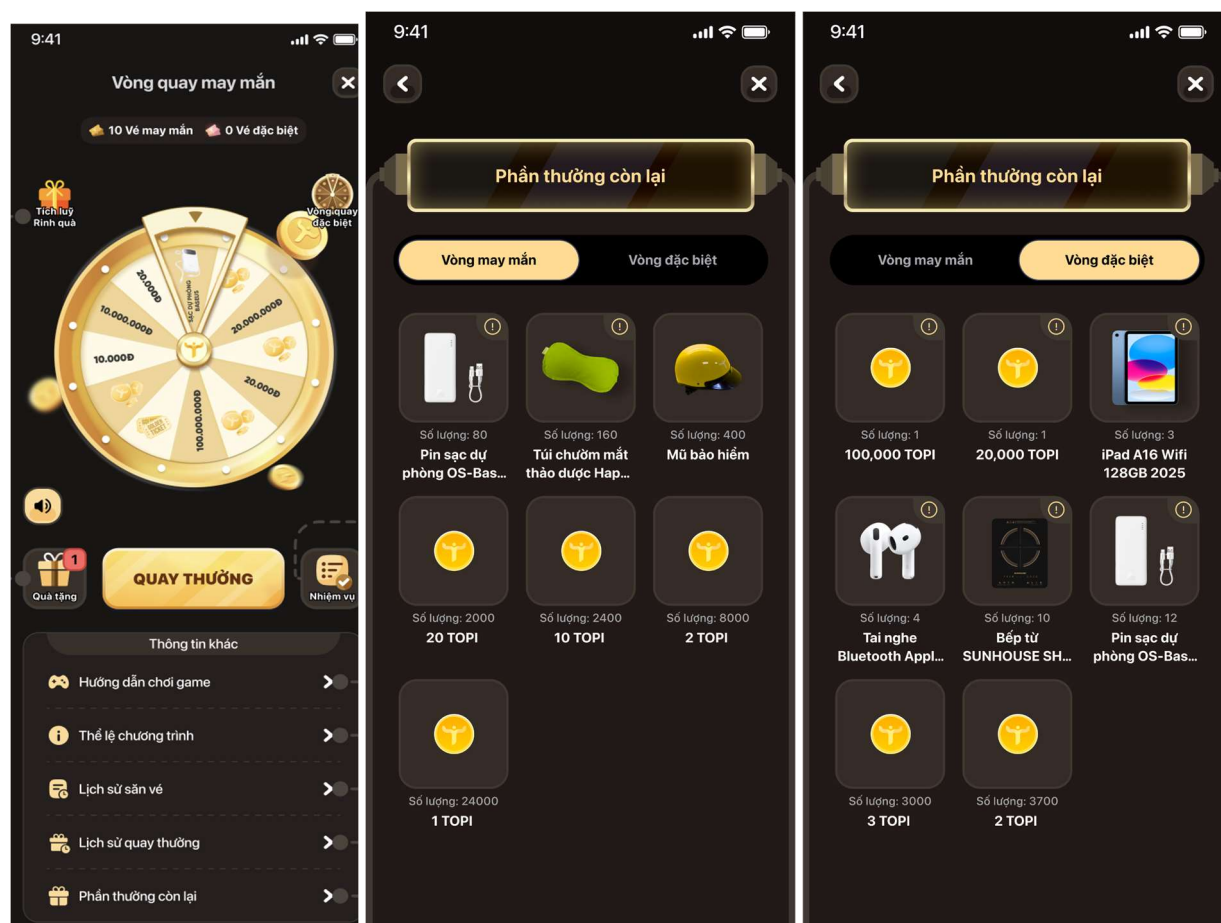 9:41
Vòng quay may mắn
10 Vé may mắn
0 Vé đặc biệt
Tích luỹ
Rinh quà
Vòng quay
đặc biệt
SẠC DỰ PHÒNG
BASEUS
20.000Đ
10.000.000Đ
10.000Đ
GOLDEN
TICKET
100.000.000Đ
20.000Đ
20.000.000Đ
1
Quà tặng
QUAY THƯỞNG
Nhiệm vụ
Thông tin khác
Hướng dẫn chơi game
Thể lệ chương trình
Lịch sử săn vé
Lịch sử quay thưởng
Phần thưởng còn lại
9:41
Phần thưởng còn lại
Vòng may mắn
Vòng đặc biệt
Số lượng: 80
Pin sạc dự
phòng OS-Bas...
Số lượng: 160
Túi chườm mắt
thảo dược Hap...
Số lượng: 400
Mũ bảo hiểm
Số lượng: 2000
20 TOPI
Số lượng: 2400
10 TOPI
Số lượng: 8000
2 TOPI
Số lượng: 24000
1 TOPI
9:41
Phần thưởng còn lại
Vòng may mắn
Vòng đặc biệt
Số lượng: 1
100,000 TOPI
Số lượng: 1
20,000 TOPI
Số lượng: 3
iPad A16 Wifi
128GB 2025
Số lượng: 4
Tai nghe
Bluetooth Appl...
Số lượng: 10
Bếp từ
SUNHOUSE SH...
Số lượng: 12
Pin sạc dự
phòng OS-Bas...
Số lượng: 3000
3 TOPI
Số lượng: 3700
2 TOPI